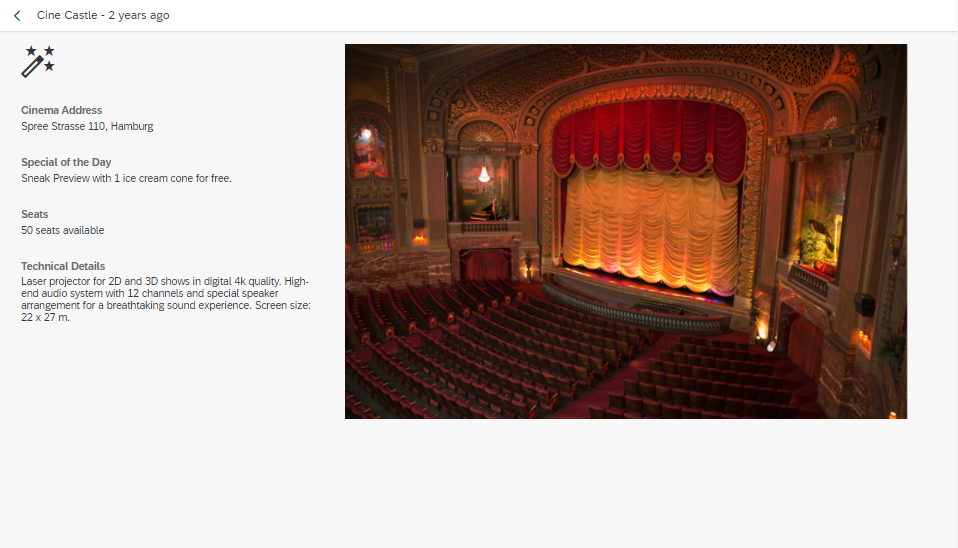 Cine Castle - 2 years ago
Cinema Address
Spree Strasse 110, Hamburg
Special of the Day
Sneak Preview with 1 ice cream cone for free.
Seats
50 seats available
Technical Details
Laser projector for 2D and 3D shows in digital 4k quality. High-
end audio system with 12 channels and special speaker
arrangement for a breathtaking sound experience. Screen size:
22 x 27 m.